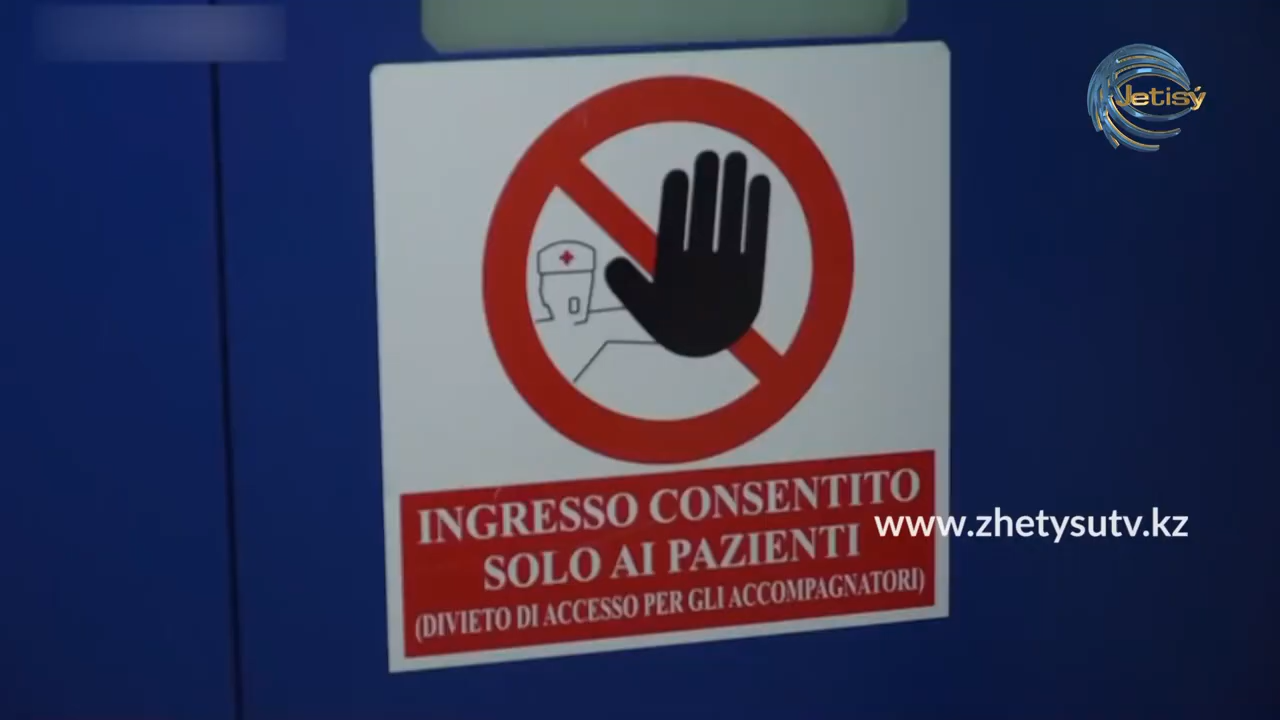 Jetisý
INGRESSO CONSENTITO
SOLO AI PAZIENTI
(DIVIETO DI ACCESSO PER GLI ACCOMPAGNATORI)
www.zhetysutv.kz